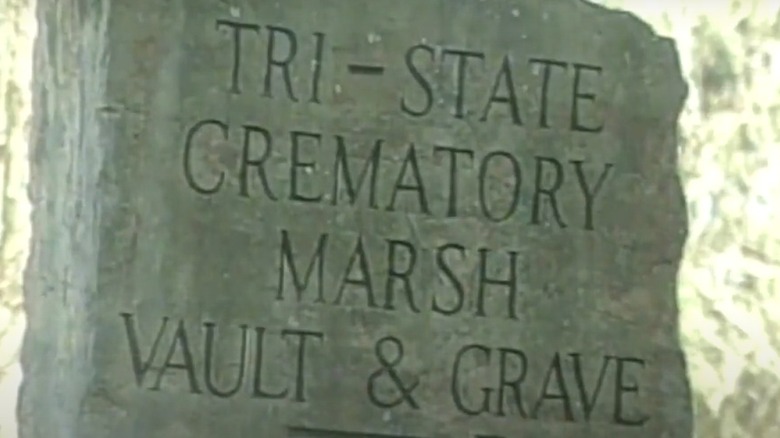 TRI-STATE
CREMATORY
MARSH
VAULT & GRAVE